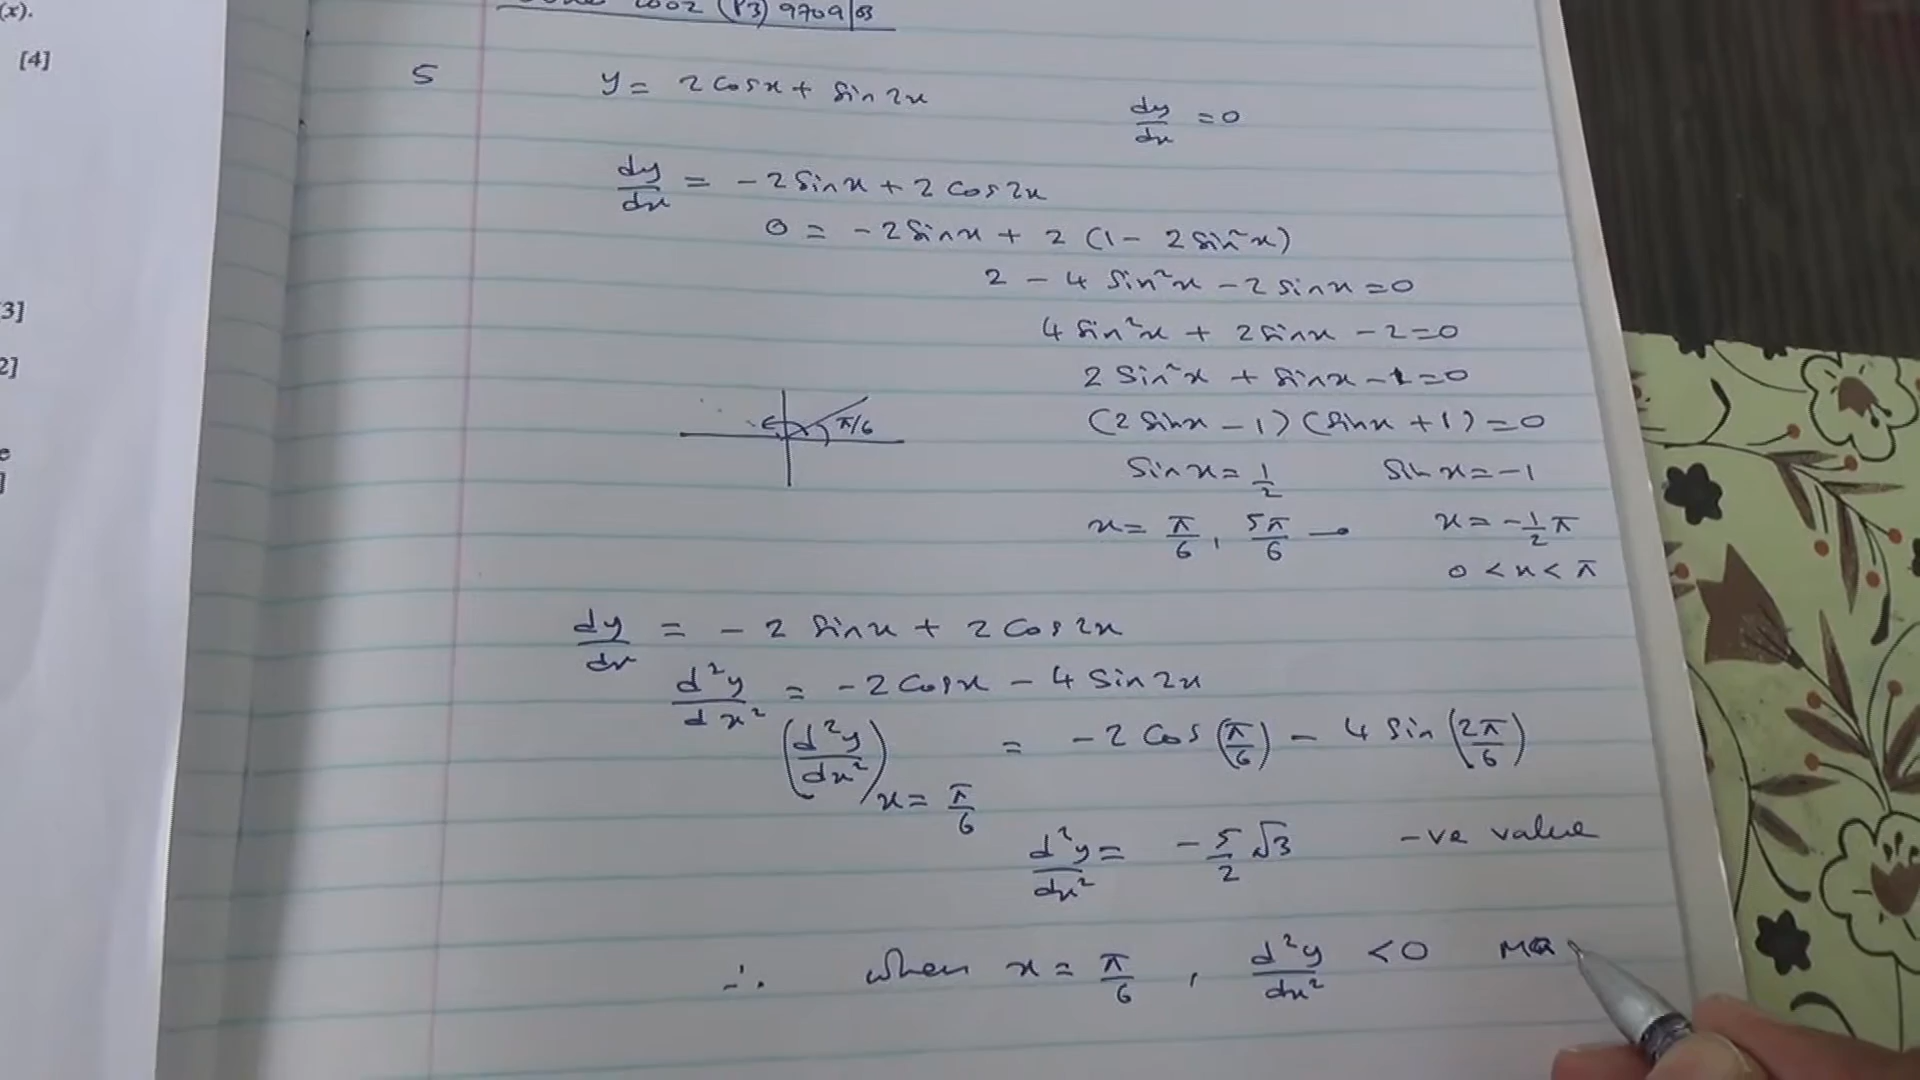 (x).
[4]
3]
2]
e
]
2002 (P3) 9709/03
5 y = 2 cos x + sin 2x
dy/dx = 0
dy/dx = -2 sin x + 2 cos 2x
0 = -2 sin x + 2 (1 - 2 sin²x)
2 - 4 sin²x - 2 sin x = 0
4 sin²x + 2 sin x - 2 = 0
2 sin²x + sin x - 1 = 0
π/6
(2 sin x - 1) (sin x + 1) = 0
sin x = 1/2 sin x = -1
x = π/6, 5π/6 x = -1/2 π
0 < x < π
dy/dx = -2 sin x + 2 cos 2x
d²y/dx² = -2 cos x - 4 sin 2x
(d²y/dx²) x = π/6 = -2 cos (π/6) - 4 sin (2π/6)
d²y/dx² = -5/2 √3 -ve value
∴ when x = π/6, d²y/dx² < 0 ma